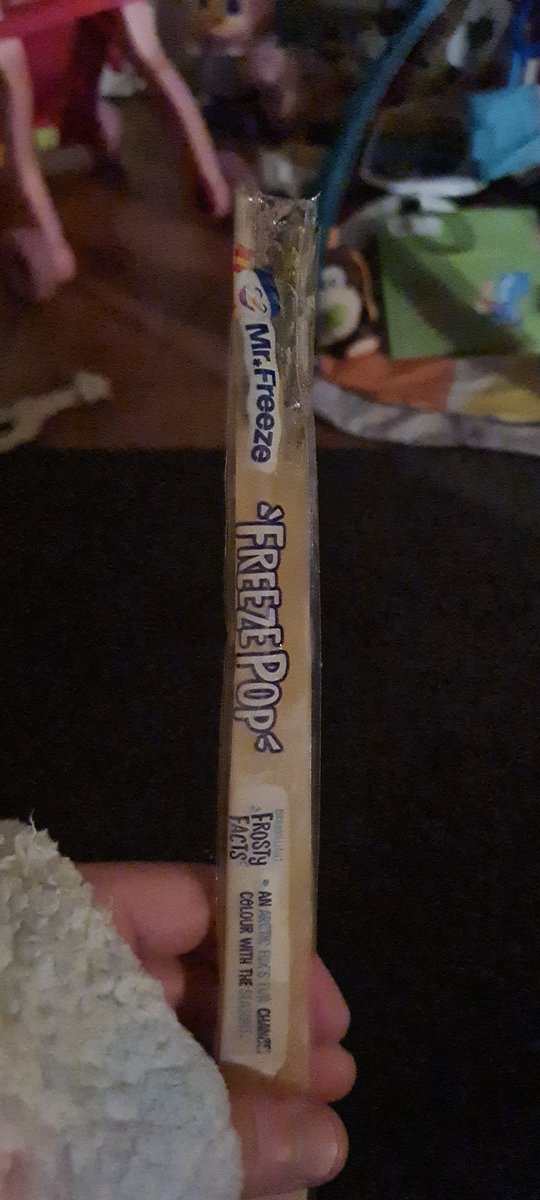 Mr.Freeze
FREEZE POP
FROSTY
FACTS
* AN ARCTIC FOX'S FUR CHANGES
COLOUR WITH THE SEASONS.